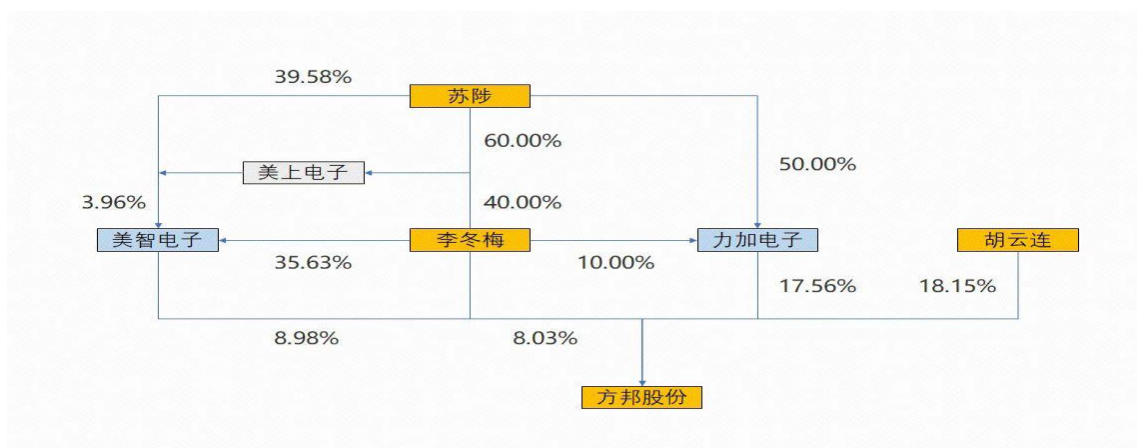 39.58%
苏陟
60.00%
美上电子
50.00%
3.96%
40.00%
美智电子
李冬梅
力加电子
胡云连
35.63%
10.00%
17.56%
18.15%
8.98%
8.03%
方邦股份